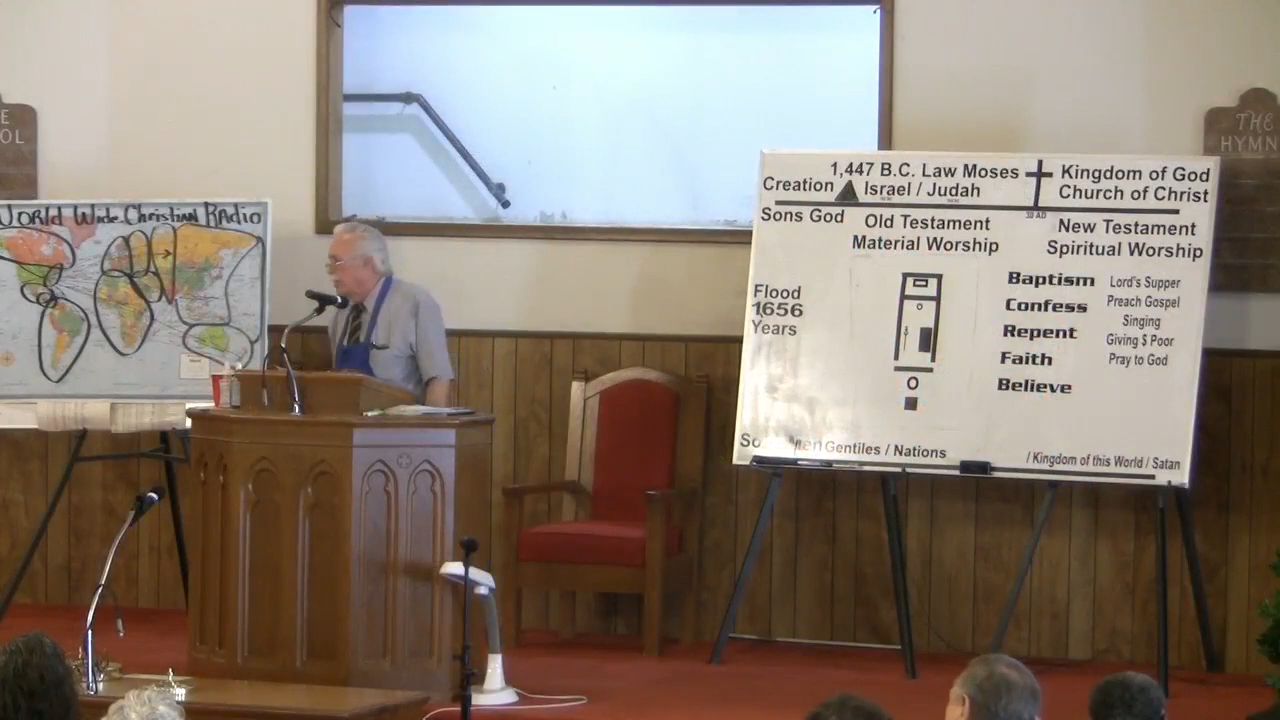 E
OL
World Wide Christian Radio
1,447 B.C. Law Moses
Creation
Israel / Judah
Kingdom of God
Church of Christ
30 AD
Sons God
Old Testament
Material Worship
New Testament
Spiritual Worship
Flood
1656
Years
Baptism
Confess
Repent
Faith
Believe
Lord's Supper
Preach Gospel
Singing
Giving $ Poor
Pray to God
Gentiles / Nations
/ Kingdom of this World / Satan
THE
HYMN